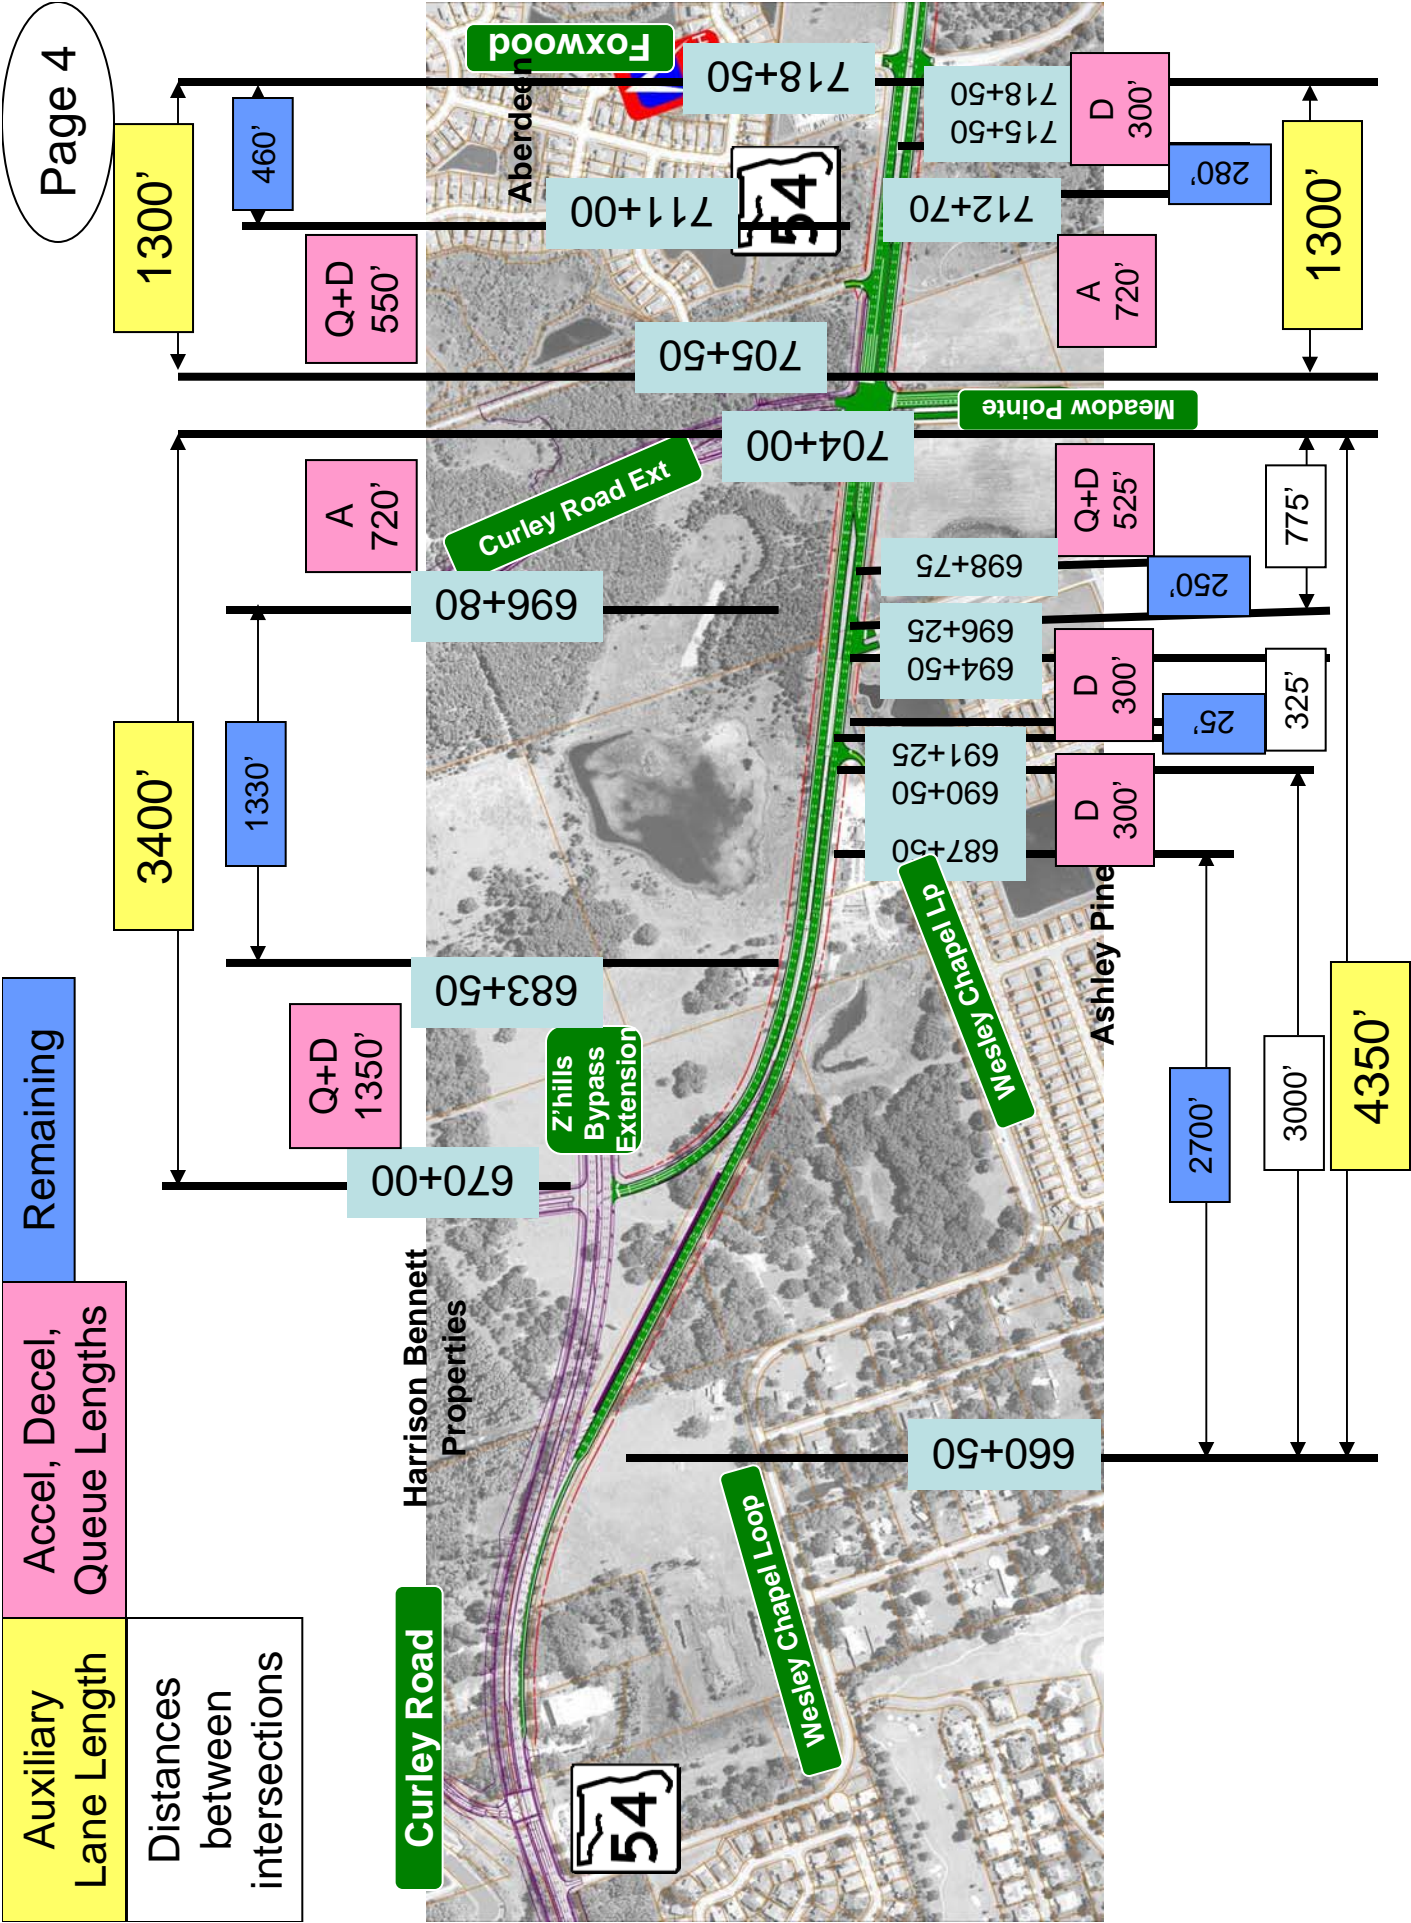 Page 4
Auxiliary
Lane Length
Accel, Decel,
Queue Lengths
Remaining
Distances
between
intersections
3400’
1300’
1330’
460’
Q+D
1350’
A
720’
Q+D
550’
670+00
683+50
696+80
711+00
718+50
704+00
705+50
Curley Road
Harrison Bennett
Properties
Z’hills
Bypass
Extension
Curley Road Ext
Aberdeen
Foxwood
54
54
Wesley Chapel Loop
Wesley Chapel Lp
Ashley Pine
Meadow Pointe
660+50
687+50
690+50
691+25
694+50
696+25
698+75
712+70
715+50
718+50
D
300’
D
300’
Q+D
525’
A
720’
D
300’
25’
250’
280’
2700’
325’
775’
3000’
1300’
4350’